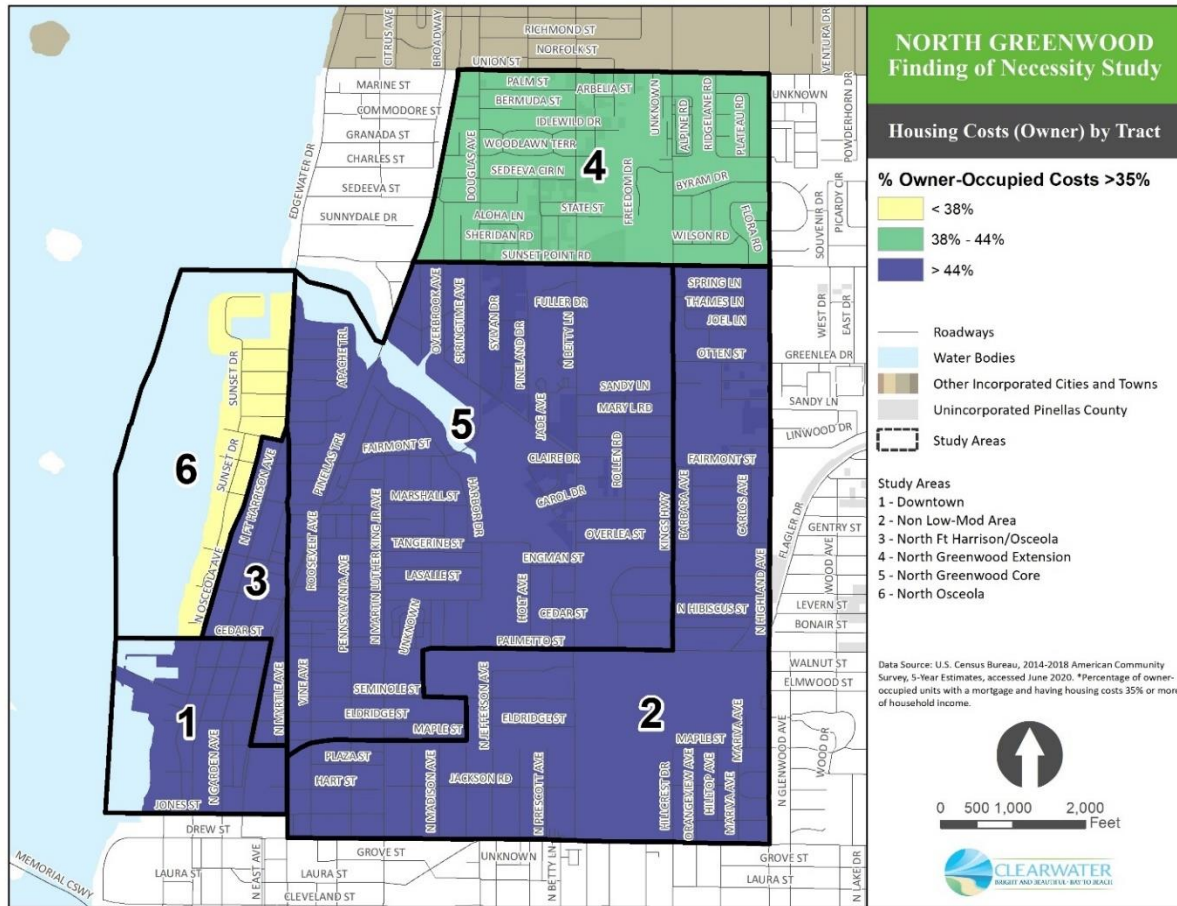 NORTH GREENWOOD
Finding of Necessity Study
Housing Costs (Owner) by Tract
% Owner-Occupied Costs >35%
< 38%
38% - 44%
> 44%
Roadways
Water Bodies
Other Incorporated Cities and Towns
Unincorporated Pinellas County
Study Areas
Study Areas
1 - Downtown
2 - Non Low-Mod Area
3 - North Ft Harrison/Osceola
4 - North Greenwood Extension
5 - North Greenwood Core
6 - North Osceola
Data Source: U.S. Census Bureau, 2014-2018 American Community
Survey, 5-Year Estimates, accessed June 2020. *Percentage of owner-
occupied units with a mortgage and having housing costs 35% or more
of household income.
0 500 1,000 2,000
Feet
CLEARWATER
BRIGHT AND BEAUTIFUL · BAY TO BEACH
CITRUS AVE
BROADWAY
RICHMOND ST
NORFOLK ST
UNION ST
VENTURA DR
MARINE ST
COMMODORE ST
GRANADA ST
CHARLES ST
SEDEEVA ST
SUNNYDALE DR
EDGEWATER DR
PALM ST
BERMUDA ST
ARBELIA ST
IDLEWILD DR
WOODLAWN TERR
SEDEEVA CIR N
DOUGLAS AVE
4
UNKNOWN
ALPINE RD
RIDGELANE RD
PLATEAU RD
UNKNOWN
POWDERHORN DR
FREEDOM DR
BYRAM DR
STATE ST
ALOHA LN
SHERIDAN RD
WILSON RD
FLORA RD
SUNSET POINT RD
SOUVENIR DR
PICARDY CIR
OVERBROOK AVE
SPRINGTIME AVE
SYLVAN DR
PINELAND DR
FULLER DR
N BETTY LN
SPRING LN
THAMES LN
JOEL LN
OTTEN ST
WEST DR
EAST DR
GREENLEA DR
APACHE TRL
SUNSET DR
SANDY LN
MARY L RD
SANDY LN
LINWOOD DR
5
JADE AVE
6
SUNSET DR
N FT HARRISON AVE
PINELLAS TRL
FAIRMONT ST
CLAIRE DR
ROLLEN RD
FAIRMONT ST
MARSHALL ST
HARBOR DR
CAROL DR
KINGS HWY
BARBARA AVE
CARLOS AVE
FLAGLER DR
GENTRY ST
ROOSEVELT AVE
TANGERINE ST
OVERLEA ST
ENGMAN ST
WOOD AVE
N OSCEOLA AVE
3
PENNSYLVANIA AVE
N MARTIN LUTHER KING JR AVE
LASALLE ST
HOLT AVE
CEDAR ST
N HIBISCUS ST
N HIGHLAND AVE
LEVERN ST
BONAIR ST
CEDAR ST
UNKNOWN
PALMETTO ST
WALNUT ST
ELMWOOD ST
N MYRTLE AVE
VINE AVE
SEMINOLE ST
ELDRIDGE ST
MAPLE ST
N JEFFERSON AVE
ELDRIDGE ST
2
MAPLE ST
MARIVA AVE
1
N GARDEN AVE
PLAZA ST
HART ST
N MADISON AVE
JACKSON RD
N PRESCOTT AVE
HILLCREST DR
ORANGEVIEW AVE
HILLTOP AVE
MARIVA AVE
N GLENWOOD AVE
WOOD DR
JONES ST
DREW ST
N EAST AVE
GROVE ST
UNKNOWN
N BETTY LN
GROVE ST
LAURA ST
LAURA ST
LAURA ST
N LAKE DR
CLEVELAND ST
MEMORIAL CSWY